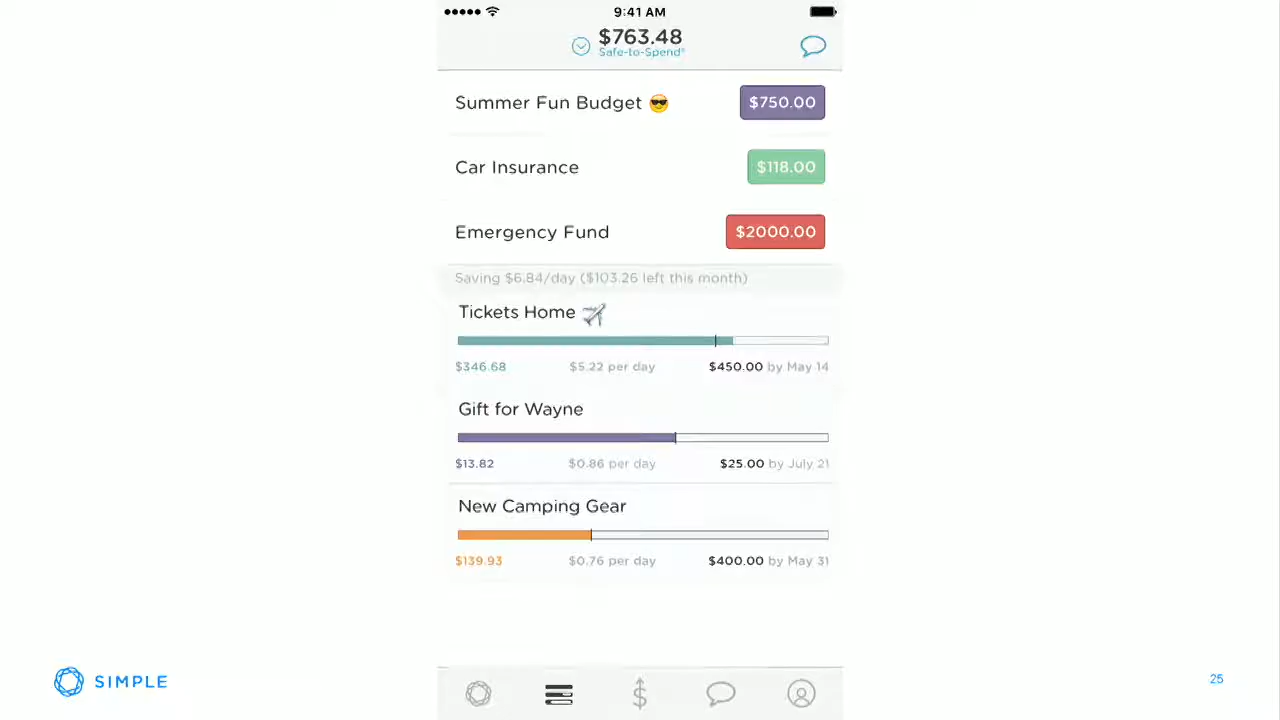 9:41 AM
$763.48
Safe-to-Spend®
Summer Fun Budget 😎 $750.00
Car Insurance $118.00
Emergency Fund $2000.00
Saving $6.84/day ($103.26 left this month)
Tickets Home ✈️
$346.68 $5.22 per day $450.00 by May 14
Gift for Wayne
$13.82 $0.86 per day $25.00 by July 21
New Camping Gear
$139.93 $0.76 per day $400.00 by May 31
SIMPLE
25